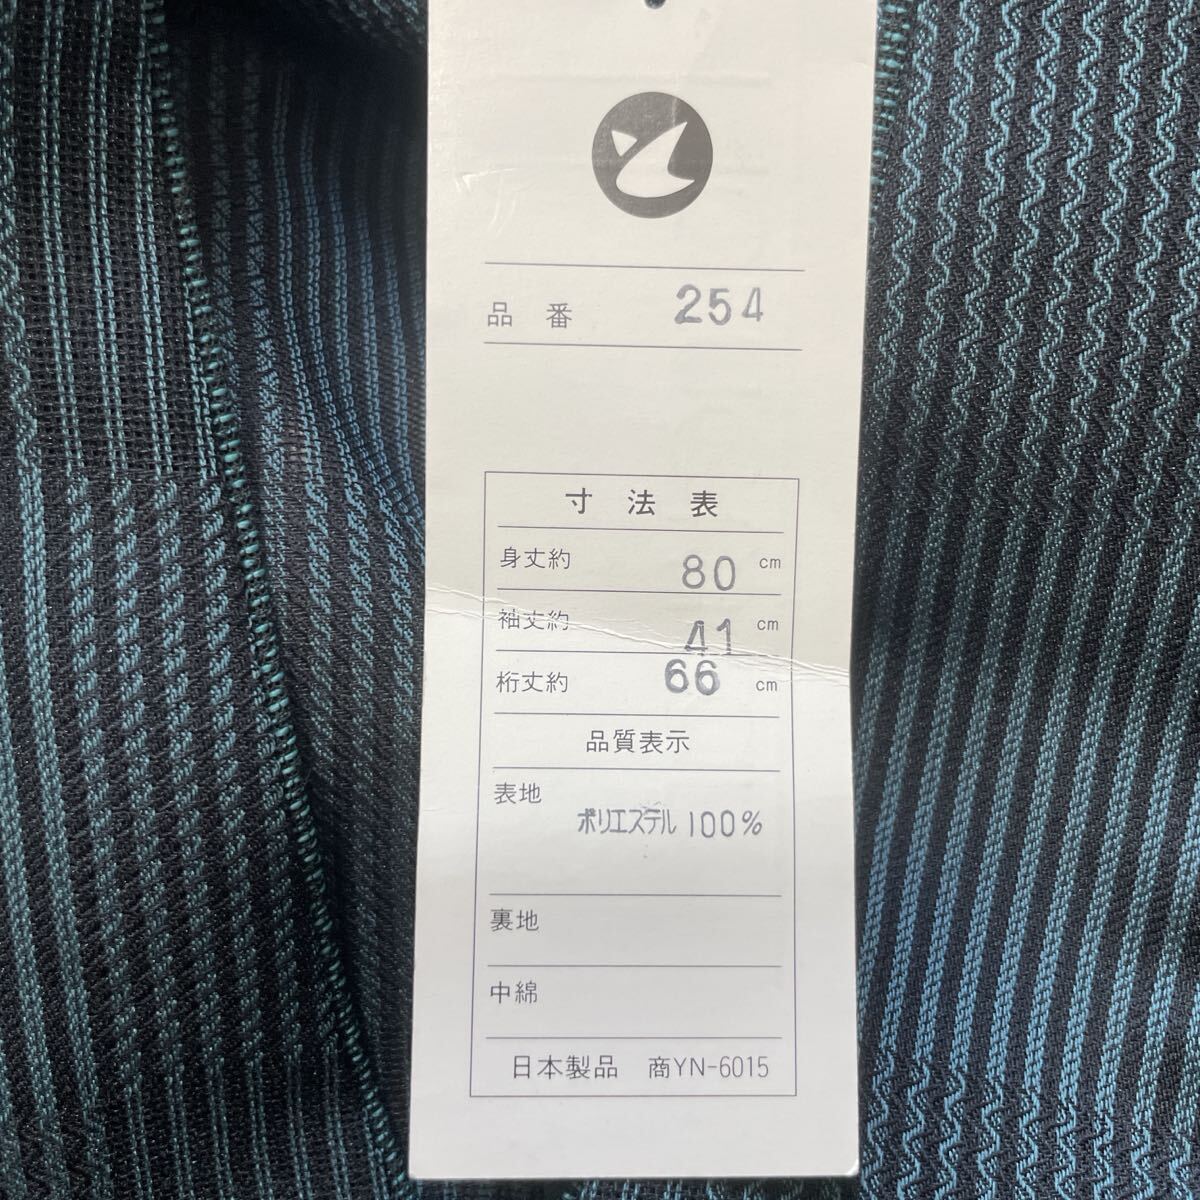 品番 254
寸法表
身丈約 80 cm
袖丈約 41 cm
桁丈約 66 cm
品質表示
表地
ポリエステル 100%
裏地
中綿
日本製品 商YN-6015